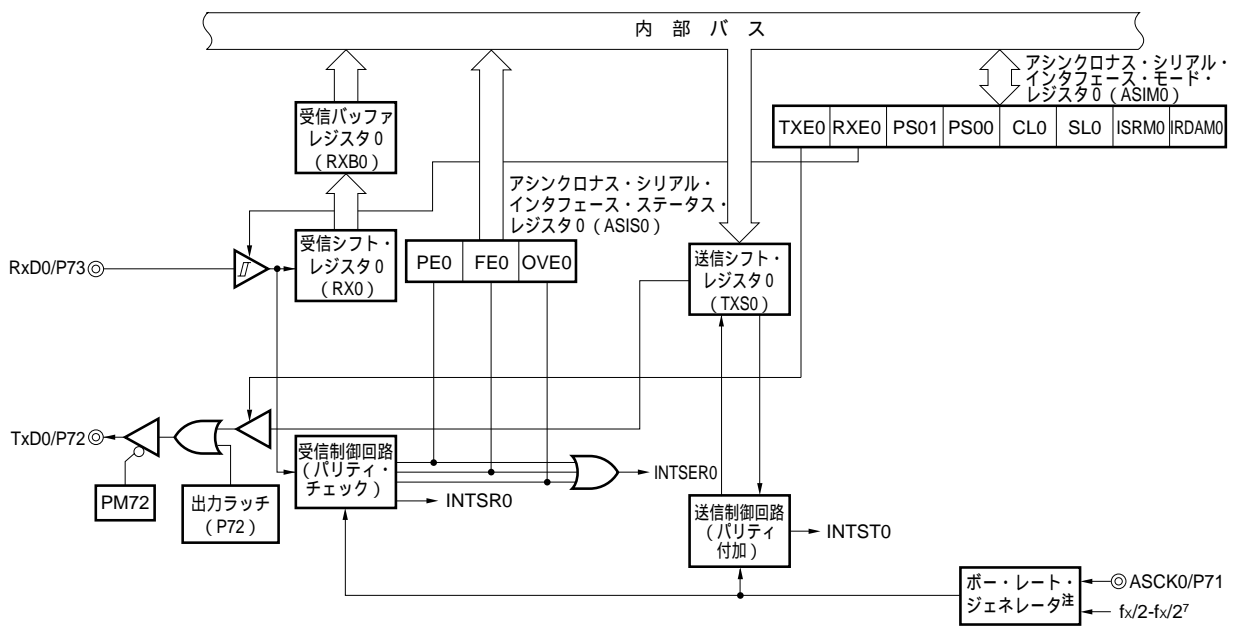 内 部 バ ス
アシンクロナス・シリアル・
インタフェース・モード・
レジスタ0（ASIM0）
TXE0 RXE0 PS01 PS00 CL0 SL0 ISRM0 IRDAM0
受信バッファ
レジスタ0
（RXB0）
アシンクロナス・シリアル・
インタフェース・ステータス・
レジスタ0（ASIS0）
RxD0/P73
受信シフト・
レジスタ0
（RX0）
PE0 FE0 OVE0
送信シフト・
レジスタ0
（TXS0）
TxD0/P72
PM72
出力ラッチ
（P72）
受信制御回路
（パリティ・
チェック）
INTSER0
INTSR0
送信制御回路
（パリティ
付加）
INTST0
ボー・レート・
ジェネレータ注
ASCK0/P71
fX/2-fX/2⁷